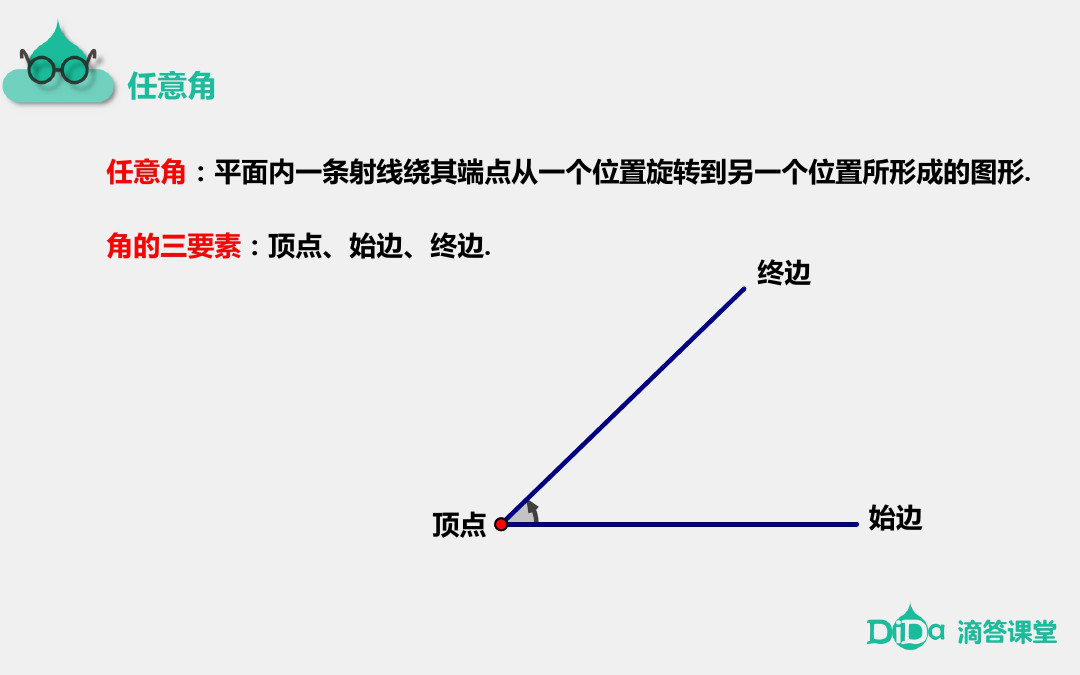 任意角
任意角：平面内一条射线绕其端点从一个位置旋转到另一个位置所形成的图形.
角的三要素：顶点、始边、终边.
终边
顶点
始边
DiDa 滴答课堂